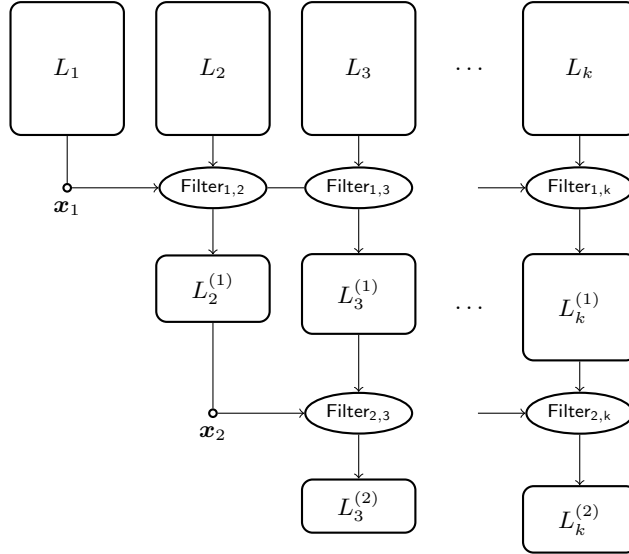 L₁ L₂ L₃ ⋯ Lₖ
Filter₁,₂ Filter₁,₃ Filter₁,ₖ
𝒙₁
L₂⁽¹⁾ L₃⁽¹⁾ ⋯ Lₖ⁽¹⁾
Filter₂,₃ Filter₂,ₖ
𝒙₂
L₃⁽²⁾ Lₖ⁽²⁾